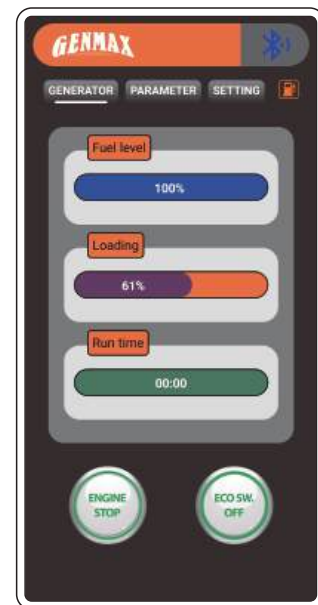 GENMAX
GENERATOR PARAMETER SETTING
Fuel level
100%
Loading
61%
Run time
00:00
ENGINE ECO SW.
STOP OFF